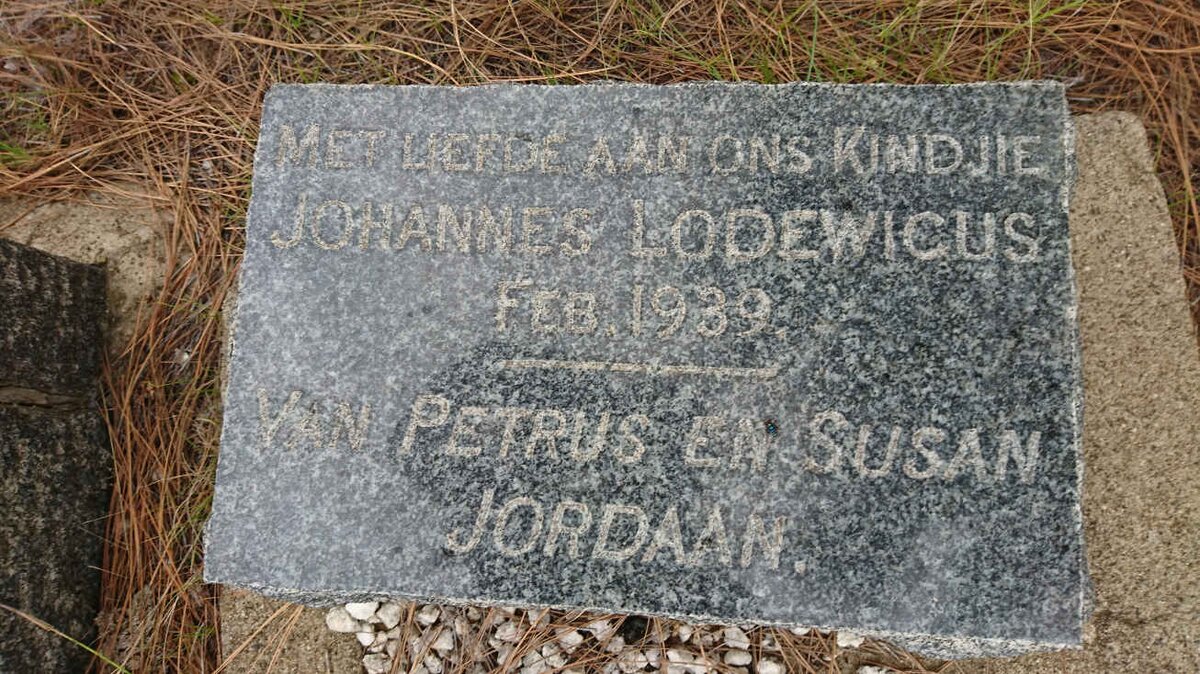 MET LIEFDE AAN ONS KINDJIE
JOHANNES LODEWICUS
FEB. 1939.
VAN PETRUS EN SUSAN
JORDAAN.